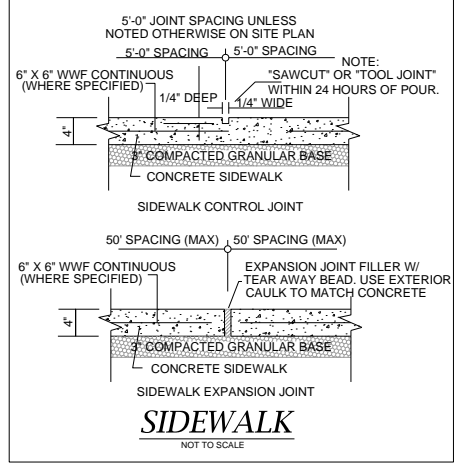 5'-0" JOINT SPACING UNLESS
NOTED OTHERWISE ON SITE PLAN
5'-0" SPACING
5'-0" SPACING
6" X 6" WWF CONTINUOUS
(WHERE SPECIFIED)
1/4" DEEP
1/4" WIDE
NOTE:
"SAWCUT" OR "TOOL JOINT"
WITHIN 24 HOURS OF POUR.
4"
3" COMPACTED GRANULAR BASE
CONCRETE SIDEWALK
SIDEWALK CONTROL JOINT
50' SPACING (MAX)
50' SPACING (MAX)
6" X 6" WWF CONTINUOUS
(WHERE SPECIFIED)
EXPANSION JOINT FILLER W/
TEAR AWAY BEAD. USE EXTERIOR
CAULK TO MATCH CONCRETE
4"
3" COMPACTED GRANULAR BASE
CONCRETE SIDEWALK
SIDEWALK EXPANSION JOINT
SIDEWALK
NOT TO SCALE